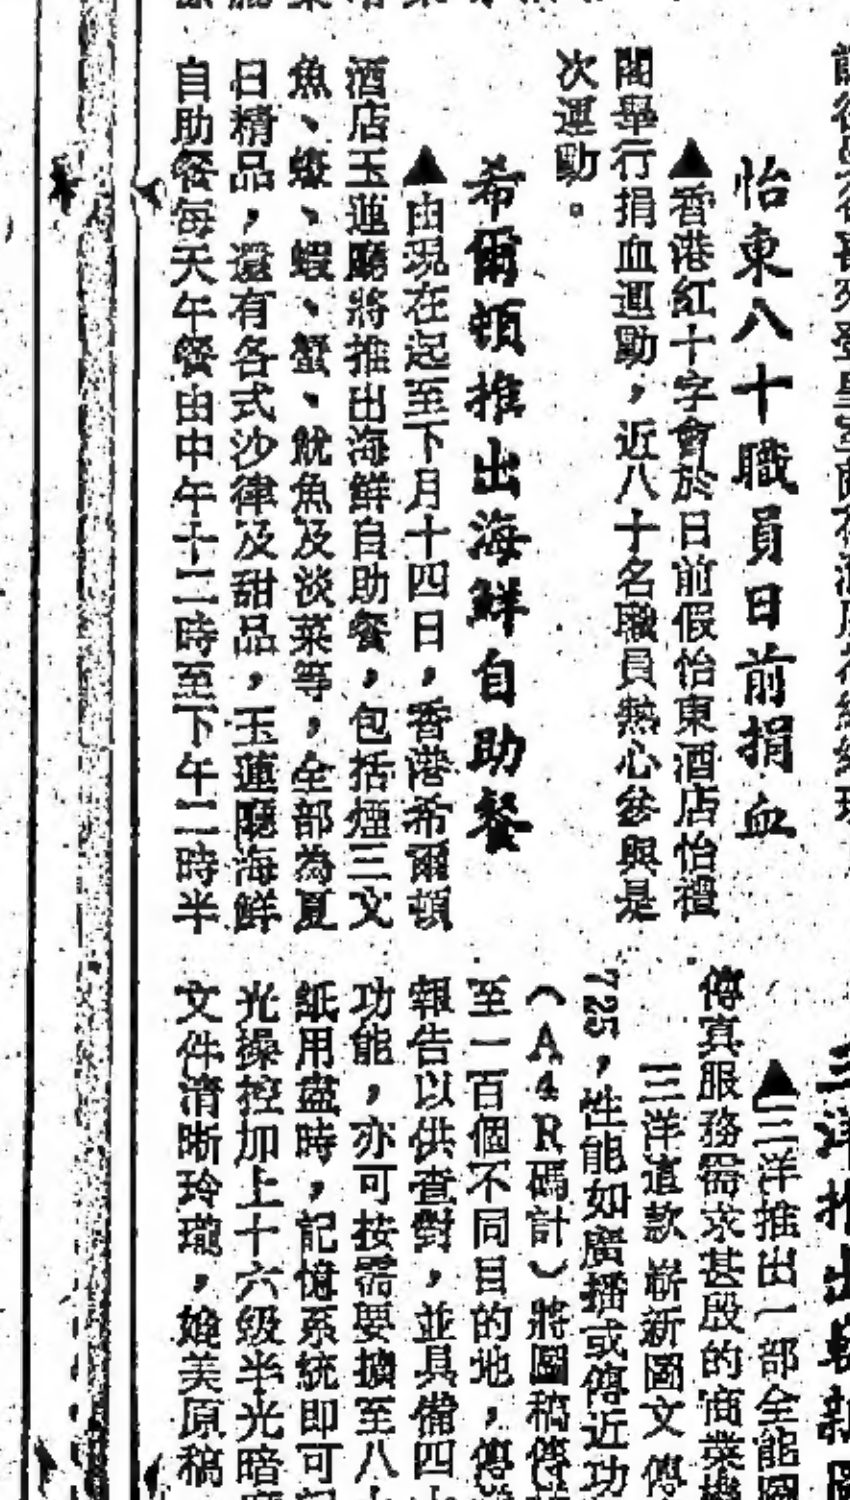 怡東八十職員日前捐血
▲香港紅十字會於日前假怡東酒店怡禮
閣舉行捐血運動,近八十名職員熱心參與是
次運動。
希爾頓推出海鮮自助餐
▲由現在起至下月十四日,香港希爾頓
酒店玉蓮廳將推出海鮮自助餐,包括煙三文
魚、蠔、蝦、蟹、魷魚及淡菜等,全部為夏
日精品,還有各式沙律及甜品,玉蓮廳海鮮
自助餐每天午餐由中午十二時至下午二時半
▲三洋推出一部全能圖
傳真服務需求甚殷的商業機
三洋這款嶄新圖文傳
725,性能如廣播或傳近功
(A4R碼計)將圖稿傳
至一百個不同目的地,傳
報告以供查對,並具備四
功能,亦可按需要擴至八
紙用盡時,記憶系統即可
光操控加上十六級半光暗
文件清晰玲瓏,媲美原稿